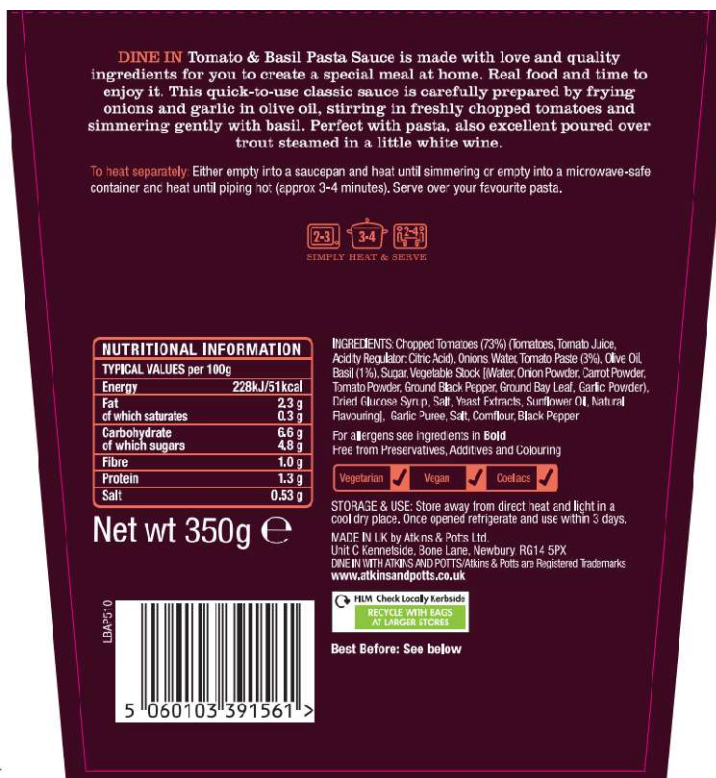 DINE IN Tomato & Basil Pasta Sauce is made with love and quality
ingredients for you to create a special meal at home. Real food and time to
enjoy it. This quick-to-use classic sauce is carefully prepared by frying
onions and garlic in olive oil, stirring in freshly chopped tomatoes and
simmering gently with basil. Perfect with pasta, also excellent poured over
trout steamed in a little white wine.
To heat separately: Either empty into a saucepan and heat until simmering or empty into a microwave-safe
container and heat until piping hot (approx 3-4 minutes). Serve over your favourite pasta.
2-3 3-4 2-4
SIMPLY HEAT & SERVE
NUTRITIONAL INFORMATION
TYPICAL VALUES per 100g
Energy 228kJ/51kcal
Fat 2.3 g
of which saturates 0.3 g
Carbohydrate 6.6 g
of which sugars 4.8 g
Fibre 1.0 g
Protein 1.3 g
Salt 0.53 g
Net wt 350g e
LBAP510
5 060103 391561 >
INGREDIENTS: Chopped Tomatoes (73%) (Tomatoes, Tomato Juice,
Acidity Regulator: Citric Acid), Onions. Water, Tomato Paste (3%), Olive Oil,
Basil (1%), Sugar, Vegetable Stock [(Water, Onion Powder, Carrot Powder,
Tomato Powder, Ground Black Pepper, Ground Bay Leaf, Garlic Powder),
Dried Glucose Syrup, Salt, Yeast Extracts, Sunflower Oil, Natural
Flavouring], Garlic Puree, Salt, Cornflour, Black Pepper
For allergens see ingredients in Bold
Free from Preservatives, Additives and Colouring
Vegetarian Vegan Coeliacs
STORAGE & USE: Store away from direct heat and light in a
cool dry place. Once opened refrigerate and use within 3 days.
MADE IN UK by Atkins & Potts Ltd.
Unit C Kennetside, Bone Lane, Newbury. RG14 5PX
DINE IN WITH ATKINS AND POTTS/Atkins & Potts are Registered Trademarks
www.atkinsandpotts.co.uk
FILM Check Locally Kerbside
RECYCLE WITH BAGS
AT LARGER STORES
Best Before: See below